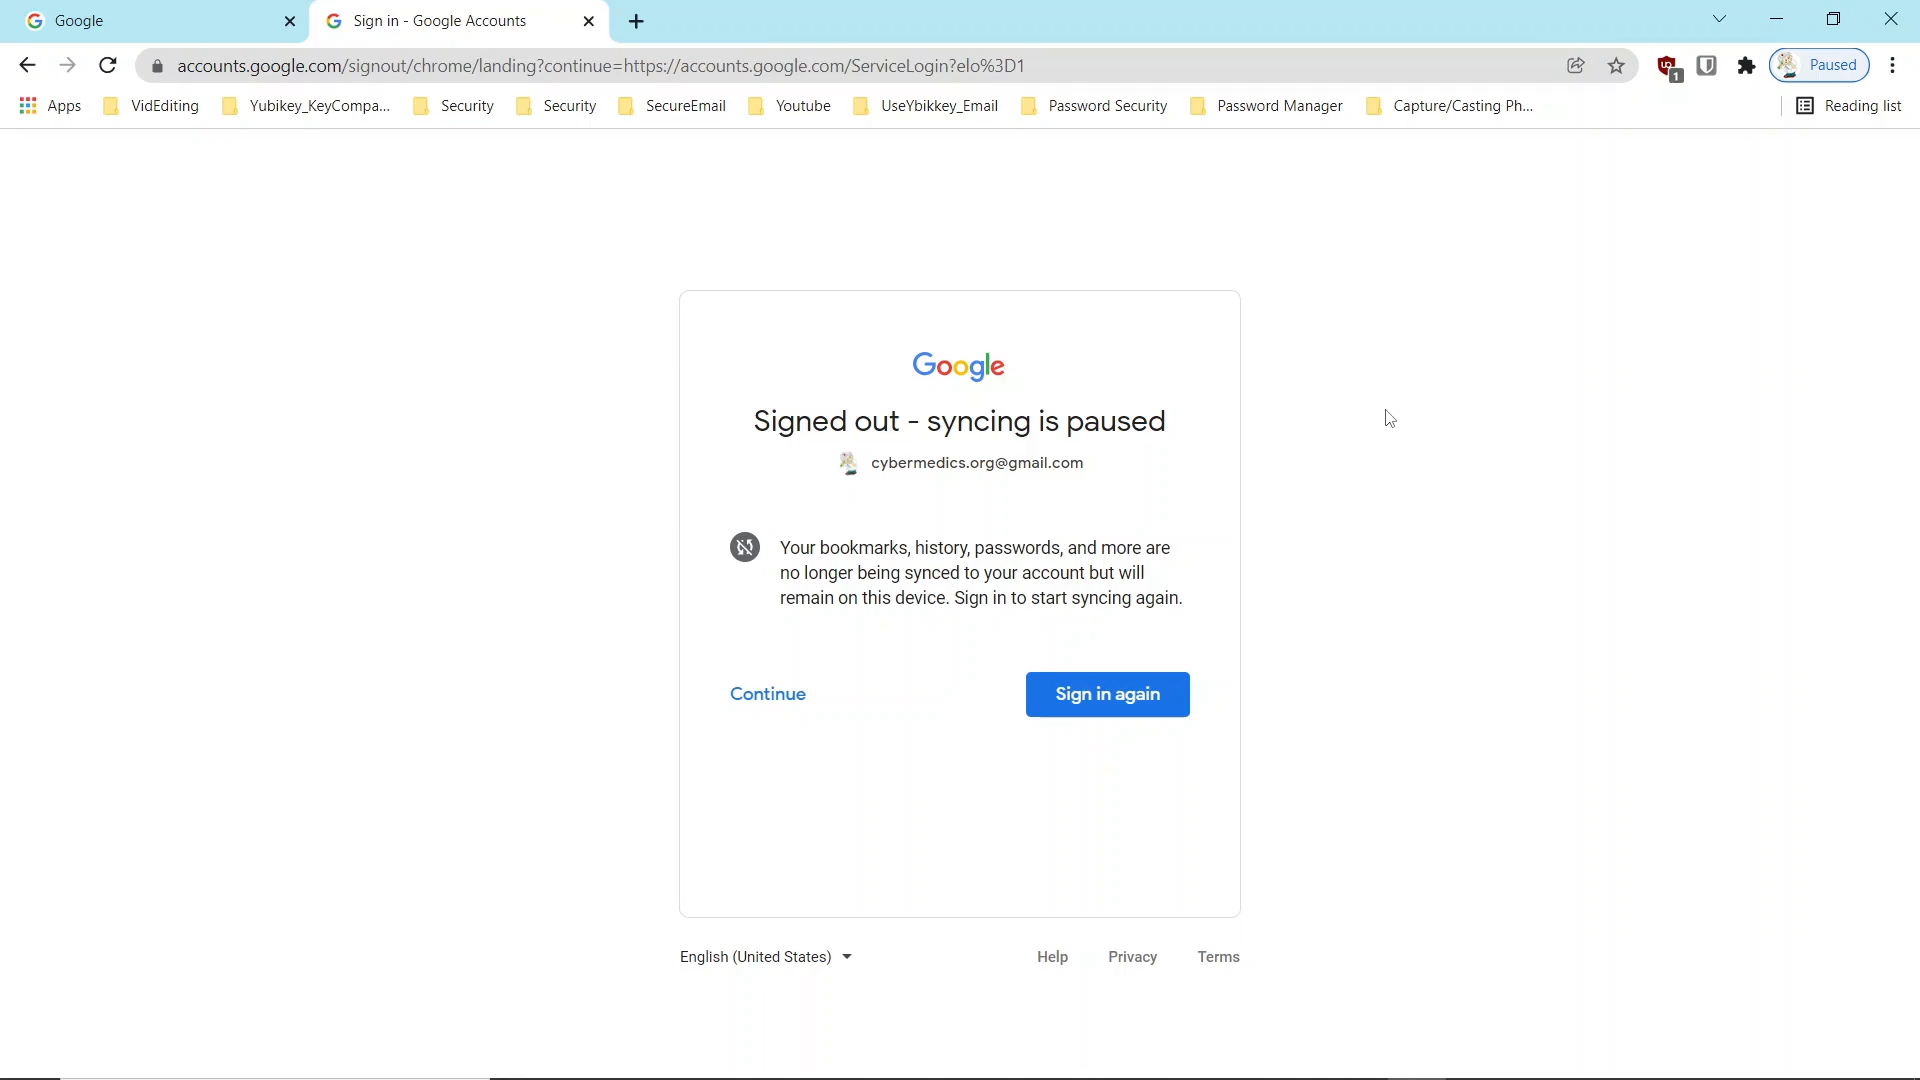 Google
Sign in - Google Accounts
accounts.google.com/signout/chrome/landing?continue=https://accounts.google.com/ServiceLogin?elo%3D1
1
Paused
Apps
VidEditing
Yubikey_KeyCompa...
Security
Security
SecureEmail
Youtube
UseYbikkey_Email
Password Security
Password Manager
Capture/Casting Ph...
Reading list
Google
Signed out - syncing is paused
cybermedics.org@gmail.com
Your bookmarks, history, passwords, and more are
no longer being synced to your account but will
remain on this device. Sign in to start syncing again.
Continue
Sign in again
English (United States)
Help
Privacy
Terms